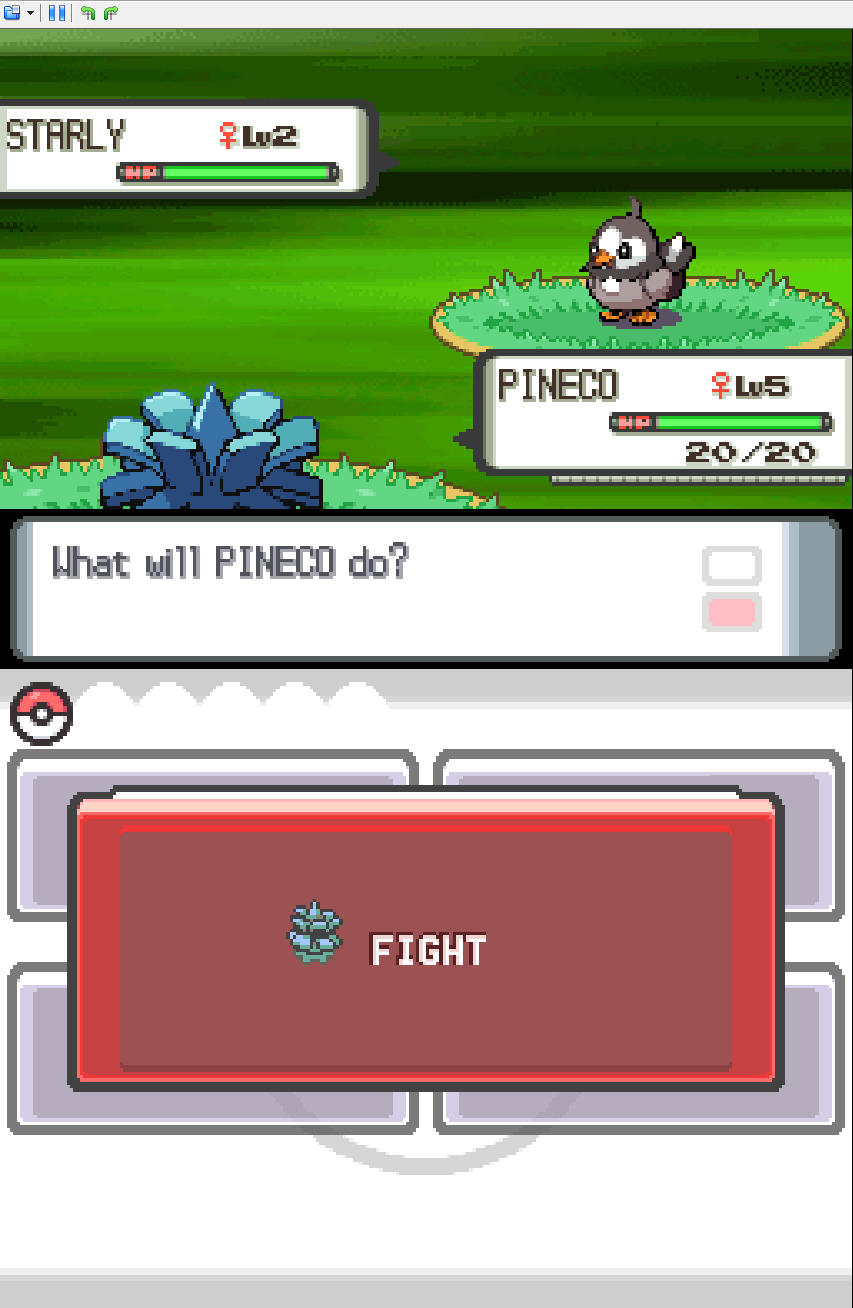 STARLY ♀Lv2
HP
PINECO ♀Lv5
HP
20/20
What will PINECO do?
FIGHT